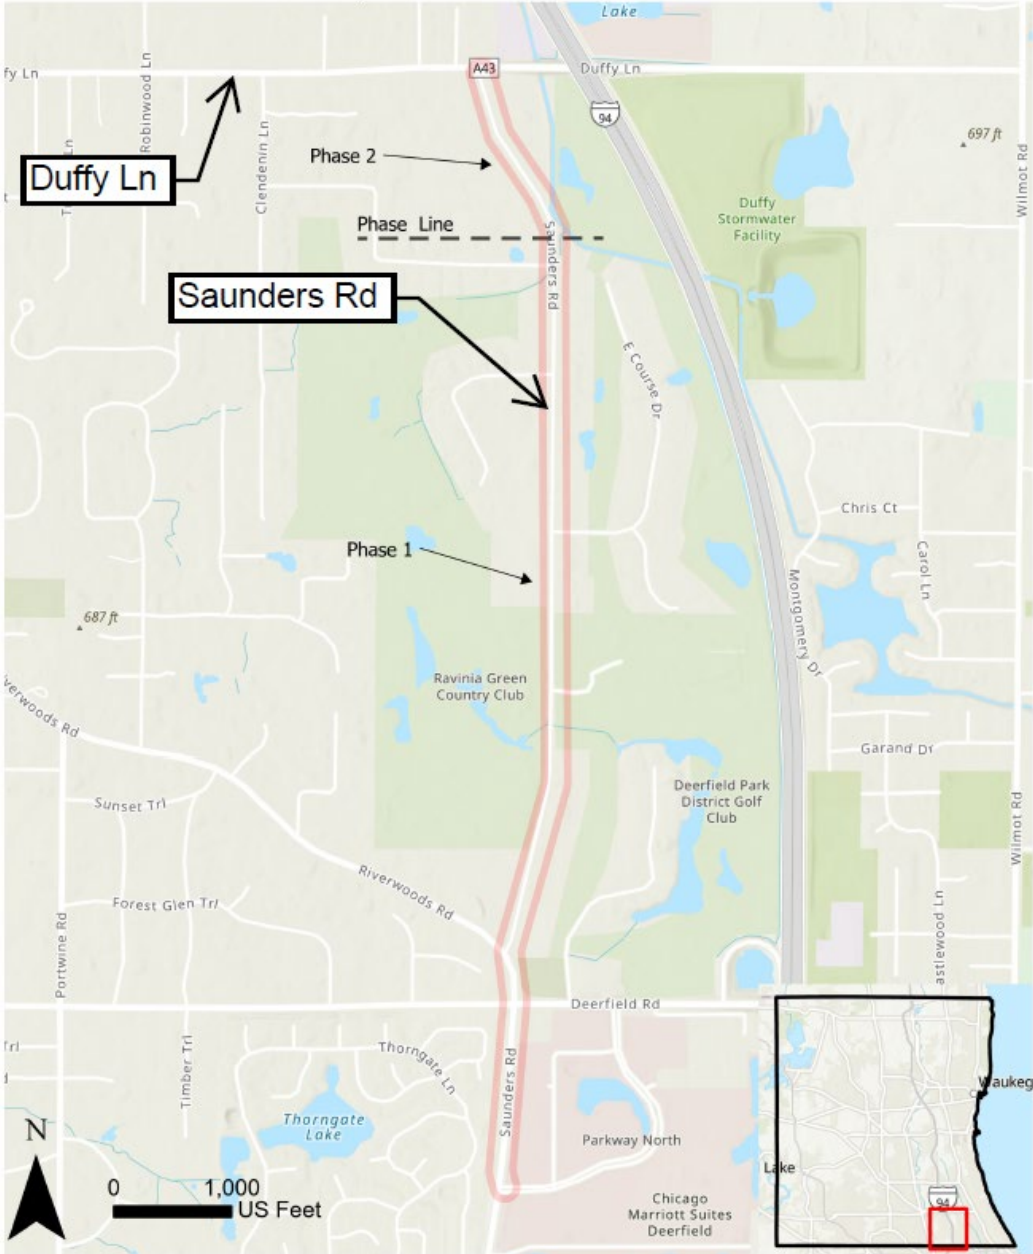 Lake
A43
Duffy Ln
fy Ln
Robinwood Ln
94
697 ft
Wilmot Rd
Phase 2
Clendenin Ln
Duffy Ln
Duffy
Stormwater
Facility
Phase Line
Saunders Rd
Saunders Rd
E Course Dr
Chris Ct
Phase 1
Carol Ln
Montgomery Dr
687 ft
Ravinia Green
Country Club
verwoods Rd
Garand Dr
Deerfield Park
District Golf
Club
Sunset Trl
Wilmot Rd
Riverwoods Rd
Forest Glen Trl
Portwine Rd
astlewood Ln
Deerfield Rd
Trl
Timber Trl
Thorngate Ln
Saunders Rd
Thorngate
Lake
Parkway North
Waukeg
N
0 1,000
US Feet
Chicago
Marriott Suites
Deerfield
Lake
94